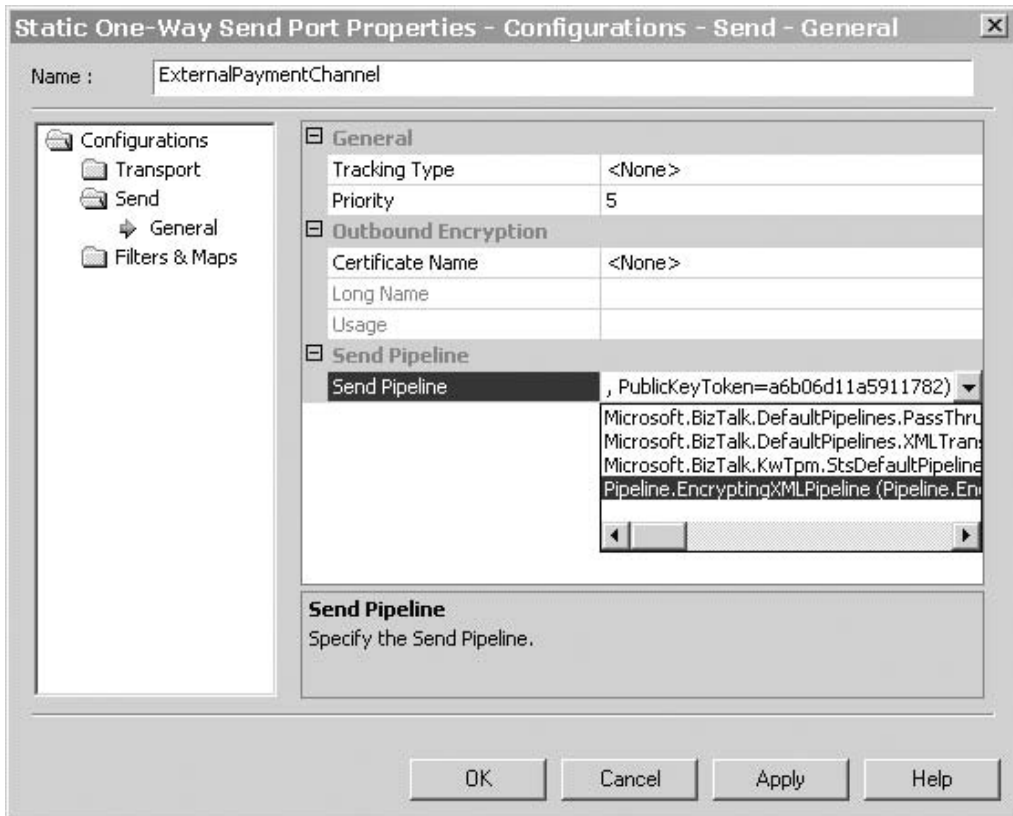 Static One-Way Send Port Properties - Configurations - Send - General
Name : ExternalPaymentChannel
Configurations
Transport
Send
General
Filters & Maps
General
Tracking Type <None>
Priority 5
Outbound Encryption
Certificate Name <None>
Long Name
Usage
Send Pipeline
Send Pipeline , PublicKeyToken=a6b06d11a5911782)
Microsoft.BizTalk.DefaultPipelines.PassThru
Microsoft.BizTalk.DefaultPipelines.XMLTran
Microsoft.BizTalk.KwTpm.StsDefaultPipeline
Pipeline.EncryptingXMLPipeline (Pipeline.En
Send Pipeline
Specify the Send Pipeline.
OK Cancel Apply Help